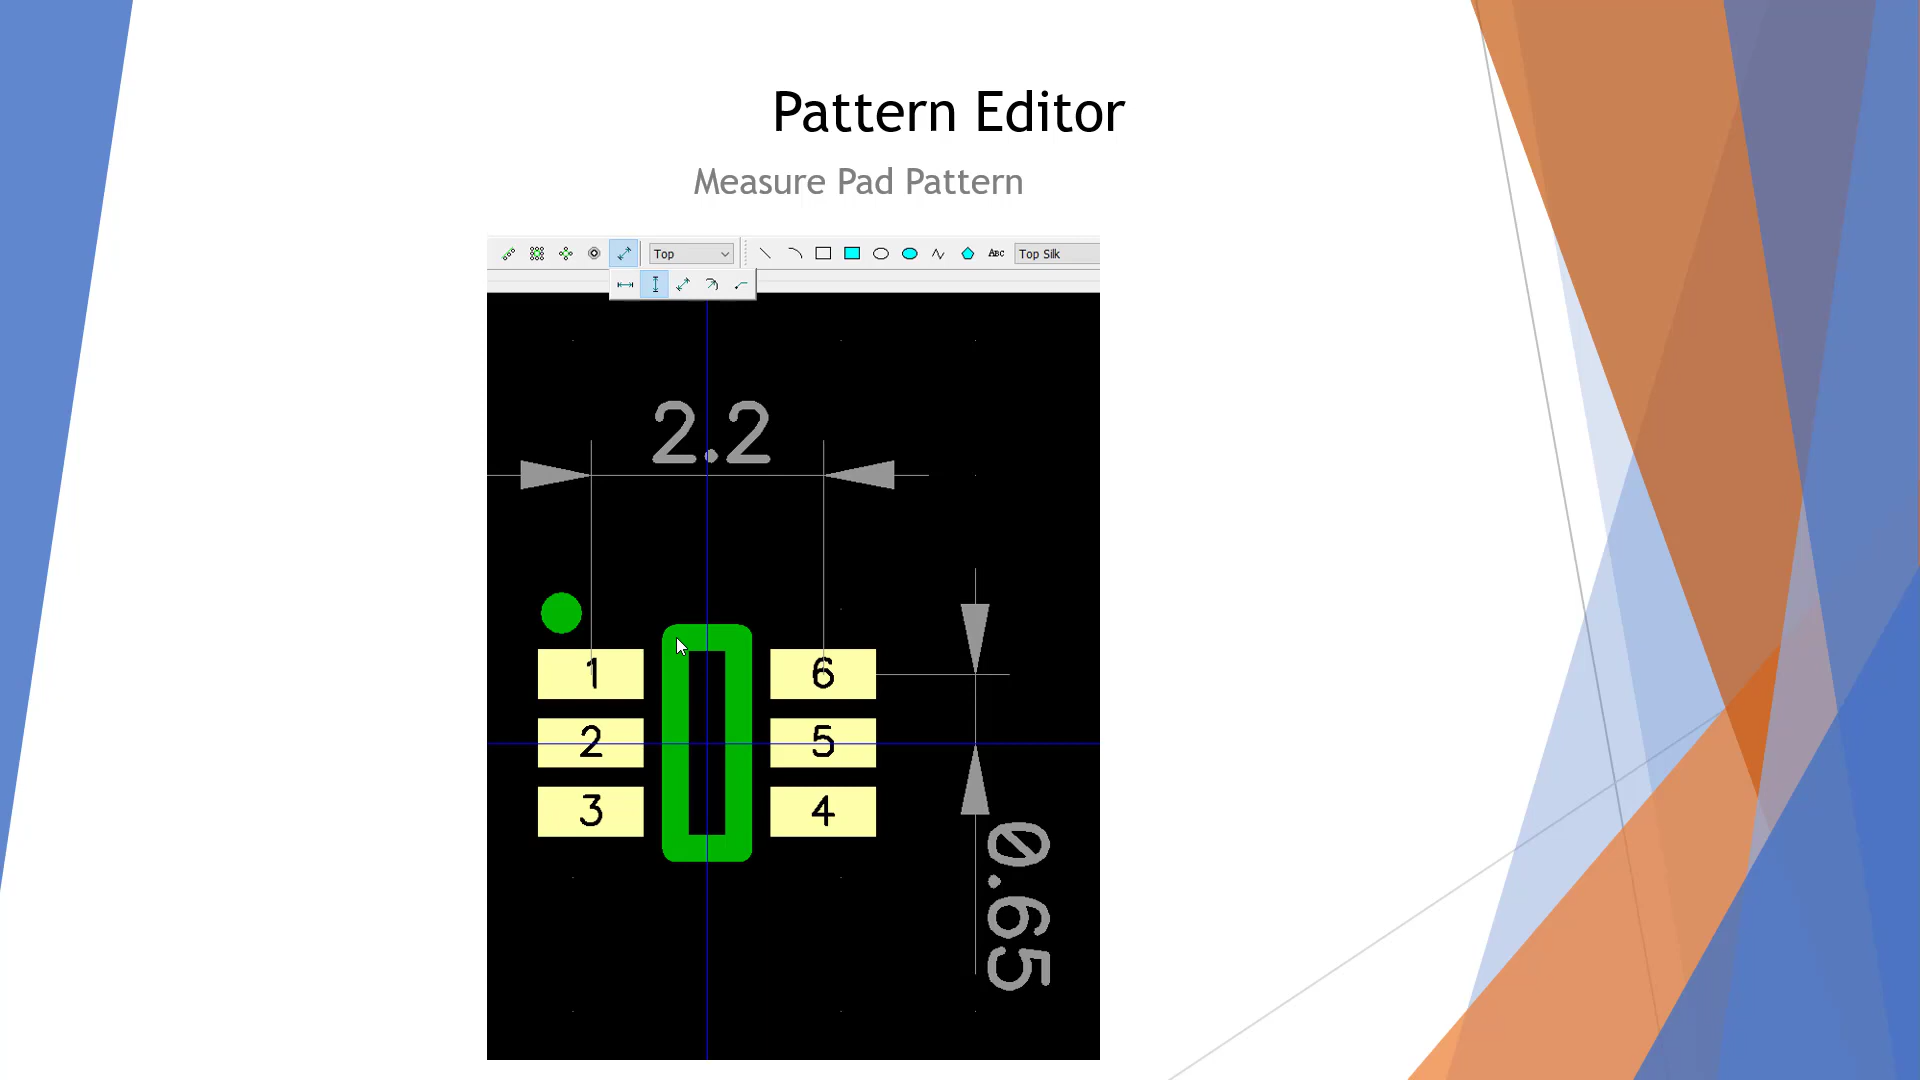 Pattern Editor
Measure Pad Pattern
Top ABC Top Silk
2.2
1 6
2 5
3 4
0.65